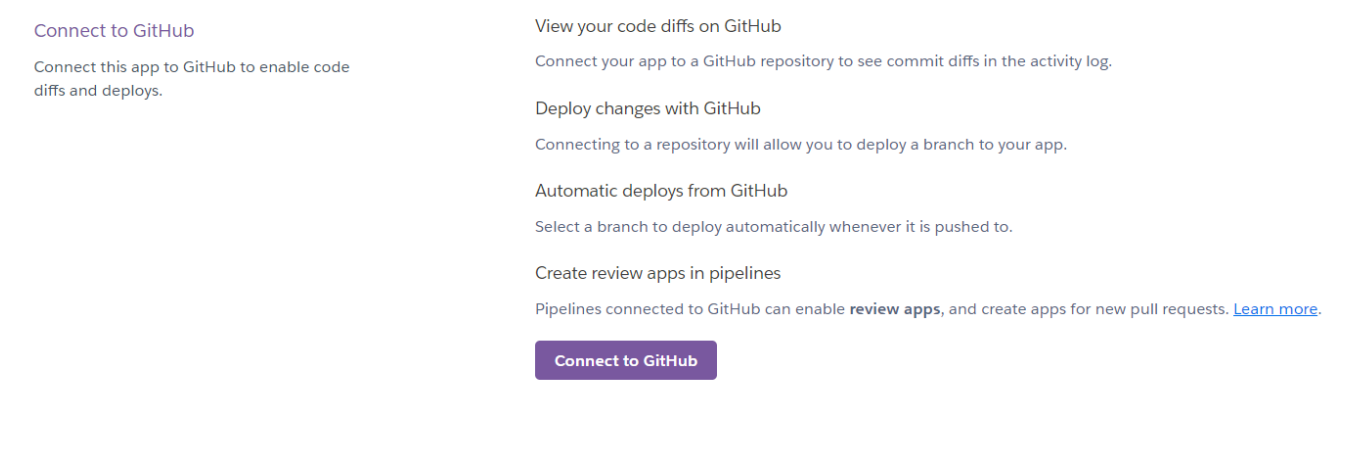 Connect to GitHub
Connect this app to GitHub to enable code
diffs and deploys.
View your code diffs on GitHub
Connect your app to a GitHub repository to see commit diffs in the activity log.
Deploy changes with GitHub
Connecting to a repository will allow you to deploy a branch to your app.
Automatic deploys from GitHub
Select a branch to deploy automatically whenever it is pushed to.
Create review apps in pipelines
Pipelines connected to GitHub can enable review apps, and create apps for new pull requests. Learn more.
Connect to GitHub